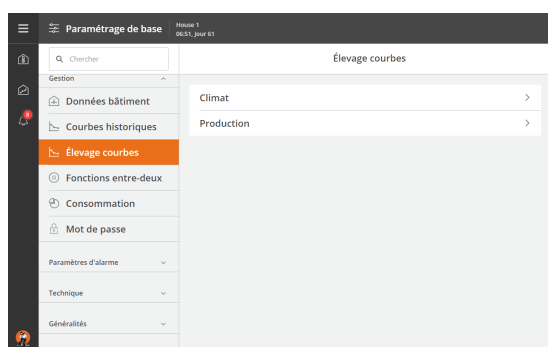 Paramétrage de base
House 1
06:51, Jour 61
8
Chercher
Élevage courbes
Gestion
Données bâtiment
Courbes historiques
Élevage courbes
Fonctions entre-deux
Consommation
Mot de passe
Paramètres d'alarme
Technique
Généralités
Climat
Production